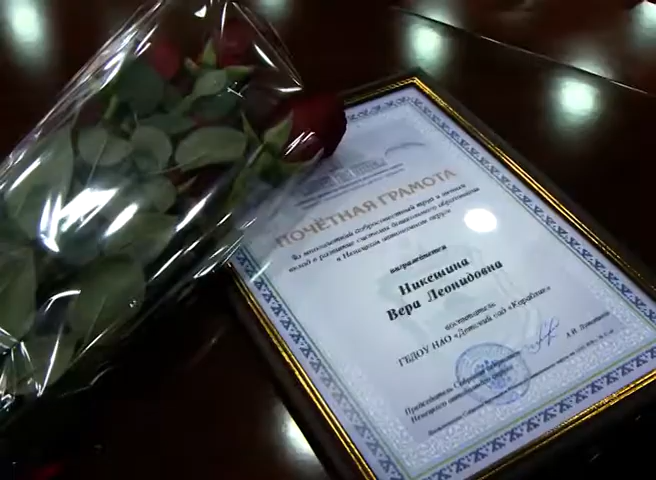 ПОЧЁТНАЯ ГРАМОТА
За многолетний добросовестный труд и личный
вклад в развитие системы дошкольного образования
в Ненецком автономном округе
награждается
Никешина
Вера Леонидовна
воспитатель
ГБДОУ НАО «Детский сад «Кораблик»
Председатель Собрания депутатов
Ненецкого автономного округа
А.И.